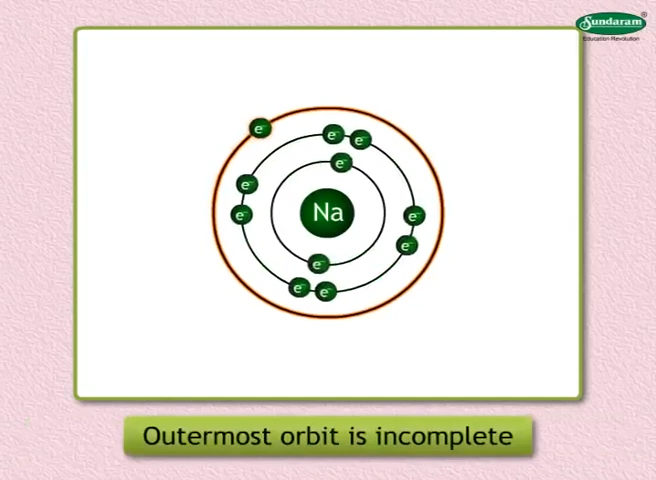 Sundaram®
Education Revolution
e⁻
e⁻ e⁻
e⁻
e⁻
e⁻
Na
e⁻
e⁻
e⁻
e⁻ e⁻
Outermost orbit is incomplete